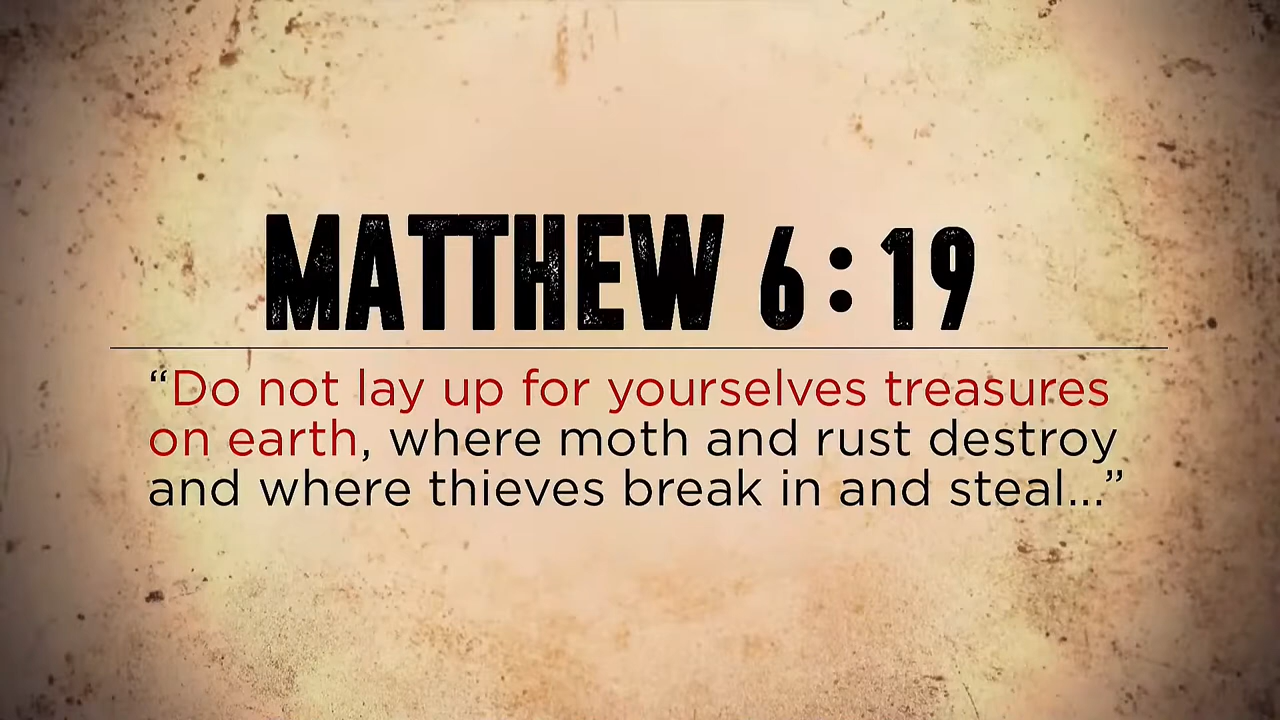 MATTHEW 6:19
“Do not lay up for yourselves treasures
on earth, where moth and rust destroy
and where thieves break in and steal...”